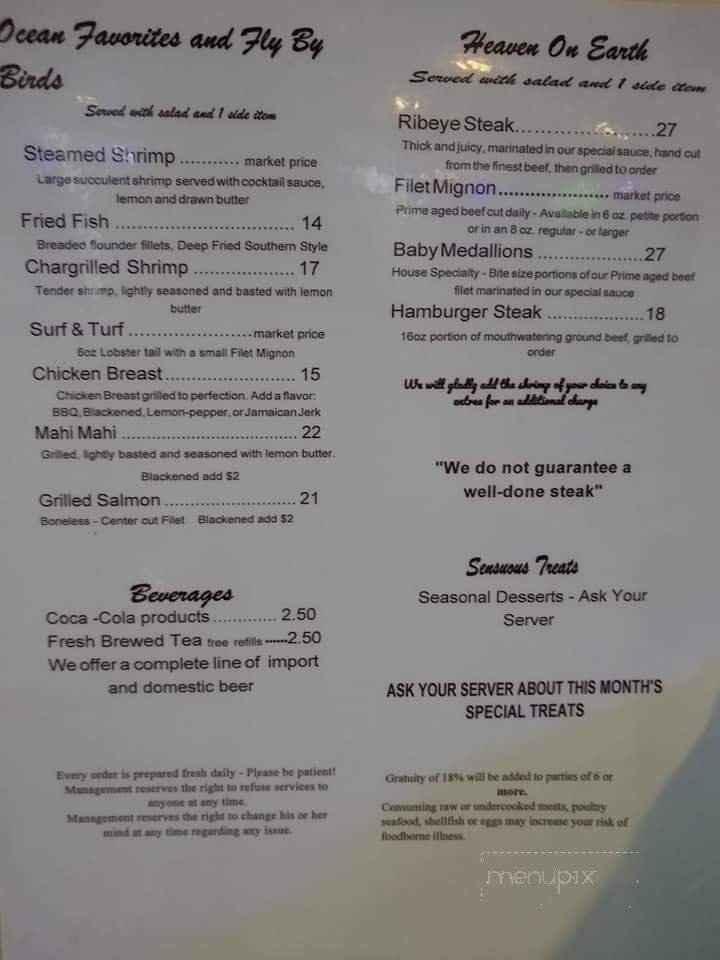 Ocean Favorites and Fly By
Birds
Served with salad and 1 side item
Steamed Shrimp ........... market price
Large succulent shrimp served with cocktail sauce,
lemon and drawn butter
Fried Fish ................................ 14
Breaded flounder fillets, Deep Fried Southern Style
Chargrilled Shrimp .................. 17
Tender shrimp, lightly seasoned and basted with lemon
butter
Surf & Turf ......................market price
6oz Lobster tail with a small Filet Mignon
Chicken Breast........................ 15
Chicken Breast grilled to perfection. Add a flavor:
BBQ, Blackened, Lemon-pepper, or Jamaican Jerk
Mahi Mahi ................................ 22
Grilled, lightly basted and seasoned with lemon butter.
Blackened add $2
Grilled Salmon ........................ 21
Boneless - Center cut Filet Blackened add $2
Beverages
Coca -Cola products ............. 2.50
Fresh Brewed Tea free refills ......2.50
We offer a complete line of import
and domestic beer
Every order is prepared fresh daily - Please be patient!
Management reserves the right to refuse services to
anyone at any time.
Management reserves the right to change his or her
mind at any time regarding any issue.
Heaven On Earth
Served with salad and 1 side item
Ribeye Steak.......................27
Thick and juicy, marinated in our special sauce, hand cut
from the finest beef, then grilled to order
Filet Mignon...................... market price
Prime aged beef cut daily - Available in 6 oz. petite portion
or in an 8 oz. regular - or larger
Baby Medallions ...................27
House Specialty - Bite size portions of our Prime aged beef
filet marinated in our special sauce
Hamburger Steak ..................18
16oz portion of mouthwatering ground beef, grilled to
order
We will gladly add the shrimp of your choice to any
entree for an additional charge
"We do not guarantee a
well-done steak"
Sensuous Treats
Seasonal Desserts - Ask Your
Server
ASK YOUR SERVER ABOUT THIS MONTH'S
SPECIAL TREATS
Gratuity of 18% will be added to parties of 6 or
more.
Consuming raw or undercooked meats, poultry
seafood, shellfish or eggs may increase your risk of
foodborne illness.
menupix